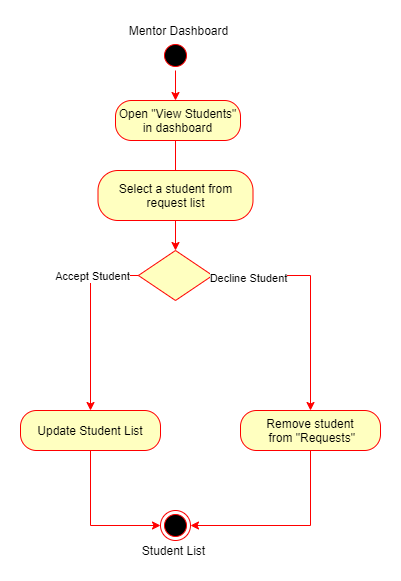 Mentor Dashboard
Open "View Students"
in dashboard
Select a student from
request list
Accept Student
Decline Student
Update Student List
Remove student
from "Requests"
Student List